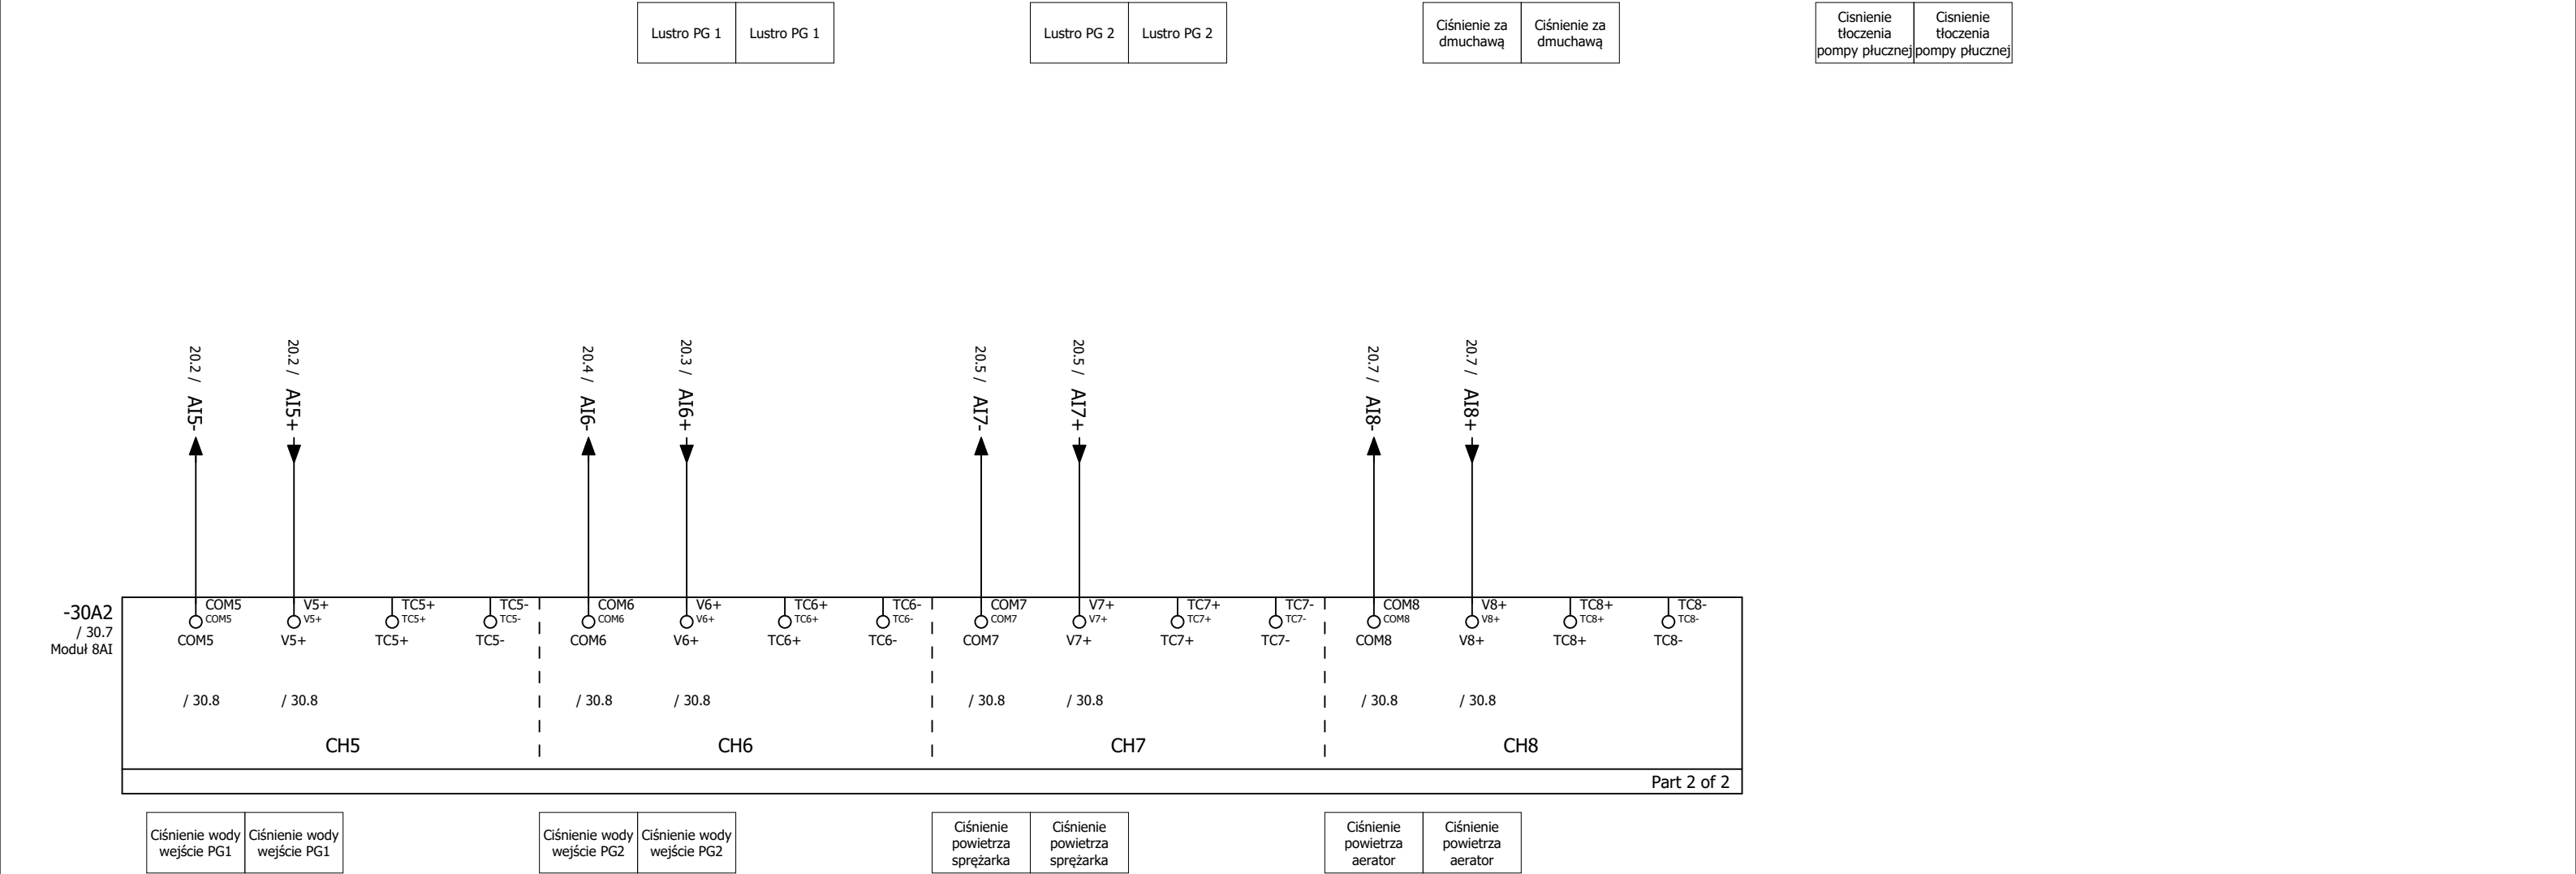 Lustro PG 1
Lustro PG 1
Lustro PG 2
Lustro PG 2
Ciśnienie za
dmuchawą
Ciśnienie za
dmuchawą
Cisnienie
tłoczenia
pompy płucznej
Cisnienie
tłoczenia
pompy płucznej
20.2 / AI5-
20.2 / AI5+
20.4 / AI6-
20.3 / AI6+
20.5 / AI7-
20.5 / AI7+
20.7 / AI8-
20.7 / AI8+
-30A2
/ 30.7
Moduł 8AI
COM5 V5+ TC5+ TC5- COM6 V6+ TC6+ TC6- COM7 V7+ TC7+ TC7- COM8 V8+ TC8+ TC8-
COM5 V5+ TC5+ TC5- COM6 V6+ TC6+ TC6- COM7 V7+ TC7+ TC7- COM8 V8+ TC8+ TC8-
COM5 V5+ TC5+ TC5- COM6 V6+ TC6+ TC6- COM7 V7+ TC7+ TC7- COM8 V8+ TC8+ TC8-
/ 30.8 / 30.8 / 30.8 / 30.8 / 30.8 / 30.8 / 30.8 / 30.8
CH5 CH6 CH7 CH8
Part 2 of 2
Ciśnienie wody
wejście PG1
Ciśnienie wody
wejście PG1
Ciśnienie wody
wejście PG2
Ciśnienie wody
wejście PG2
Ciśnienie
powietrza
sprężarka
Ciśnienie
powietrza
sprężarka
Ciśnienie
powietrza
aerator
Ciśnienie
powietrza
aerator